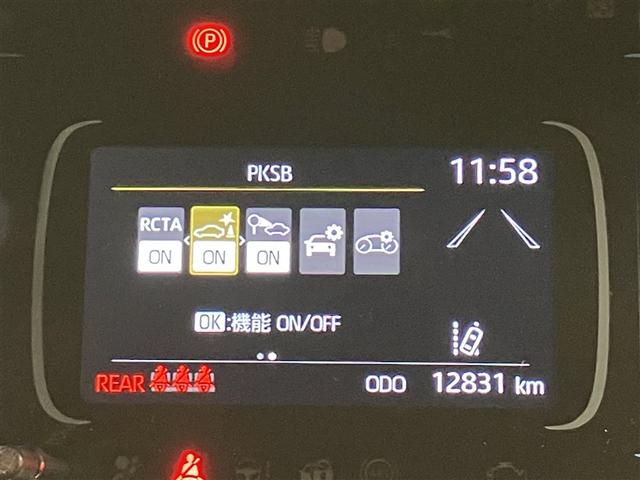 P
PKSB
11:58
RCTA
ON
ON
ON
OK:機能 ON/OFF
REAR
ODO 12831 km